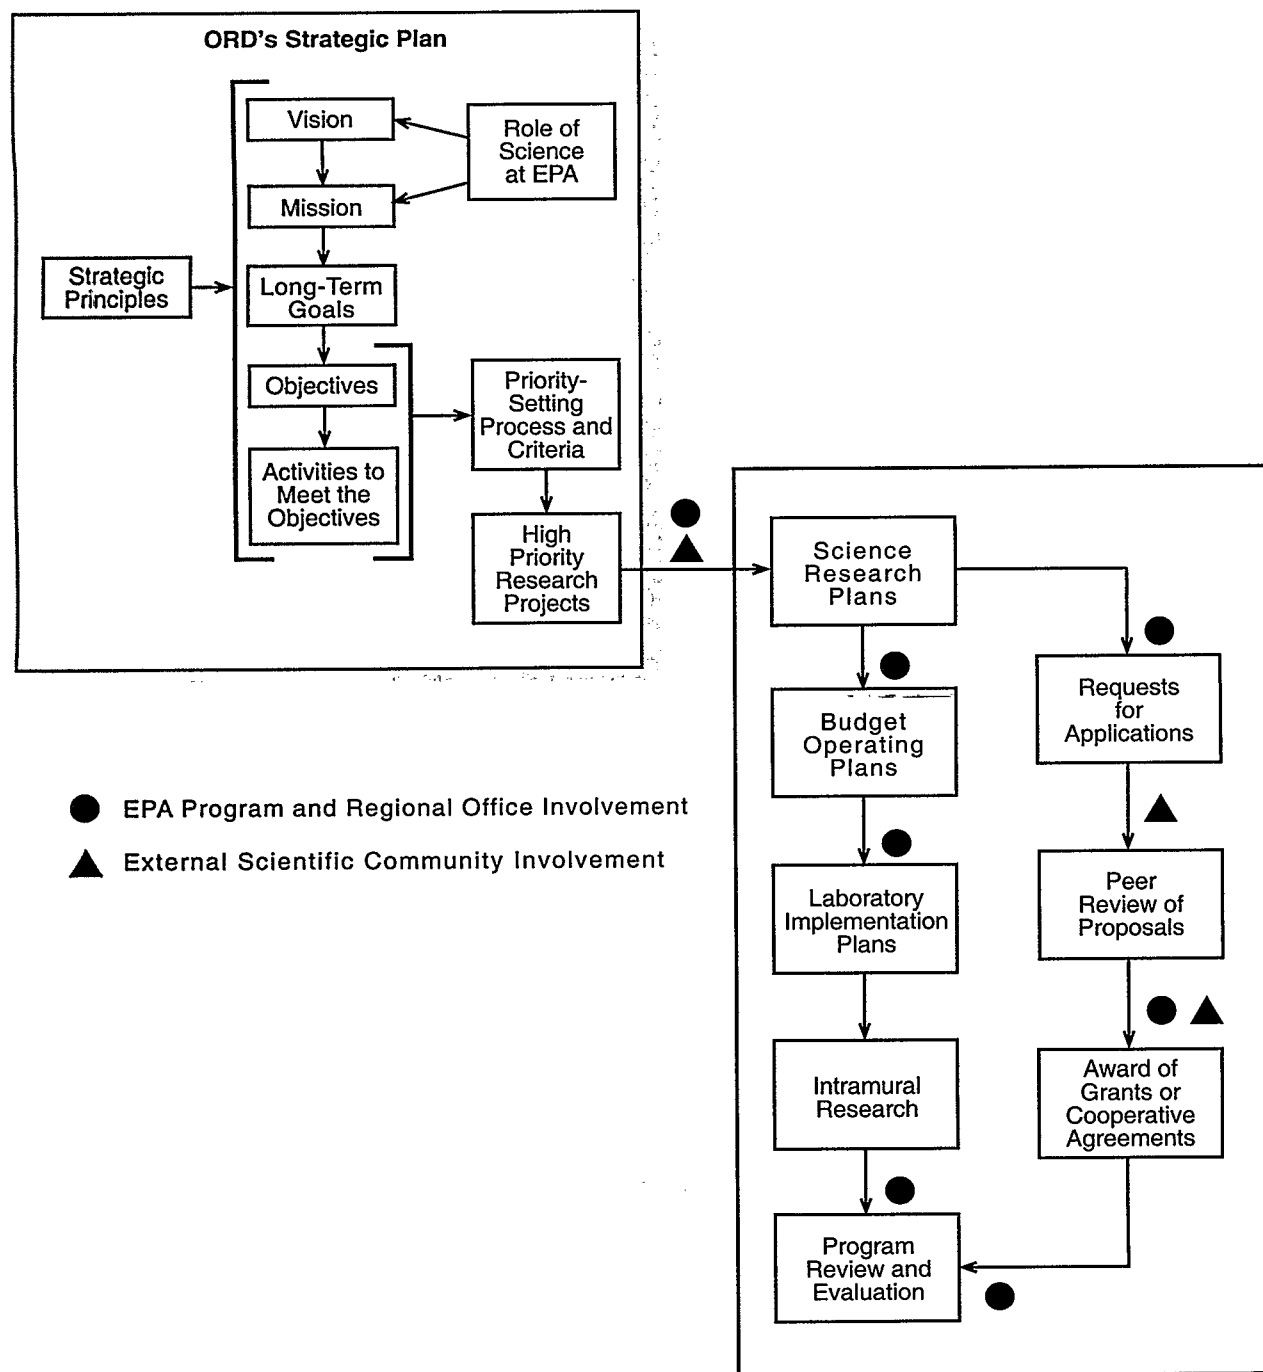 ORD's Strategic Plan
Vision
Role of
Science
at EPA
Mission
Strategic
Principles
Long-Term
Goals
Objectives
Activities to
Meet the
Objectives
Priority-
Setting
Process and
Criteria
High
Priority
Research
Projects
Science
Research
Plans
Budget
Operating
Plans
Laboratory
Implementation
Plans
Intramural
Research
Program
Review and
Evaluation
Requests
for
Applications
Peer
Review of
Proposals
Award of
Grants or
Cooperative
Agreements
EPA Program and Regional Office Involvement
External Scientific Community Involvement